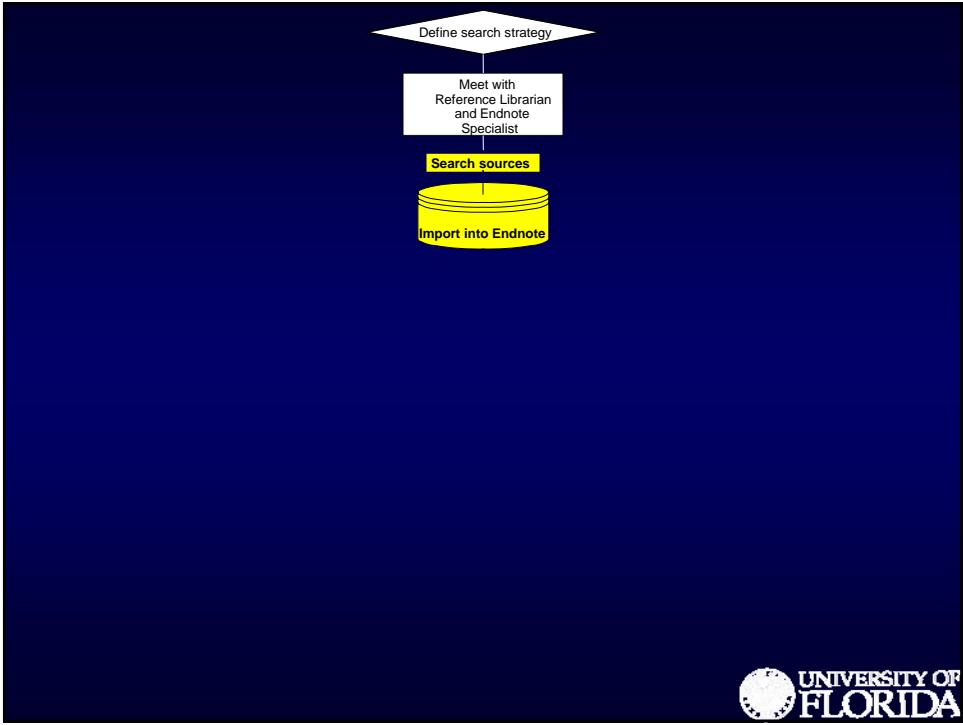 Define search strategy
Meet with
Reference Librarian
and Endnote
Specialist
Search sources
Import into Endnote
UNIVERSITY OF
FLORIDA